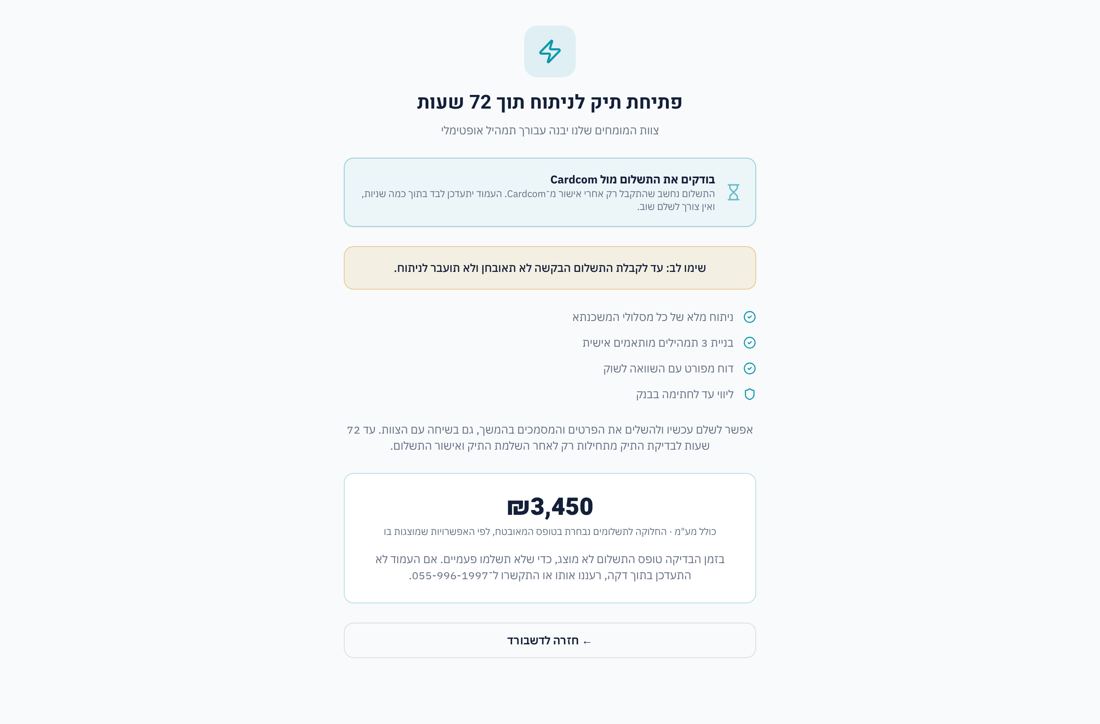 פתיחת תיק לניתוח תוך 72 שעות
צוות המומחים שלנו יבנה עבורך תמהיל אופטימלי
בודקים את התשלום מול Cardcom
התשלום נחשב שהתקבל רק אחרי אישור מ־Cardcom. העמוד יתעדכן לבד בתוך כמה שניות,
ואין צורך לשלם שוב.
שימו לב: עד לקבלת התשלום הבקשה לא תאובחן ולא תועבר לניתוח.
ניתוח מלא של כל מסלולי המשכנתא
בניית 3 תמהילים מותאמים אישית
דוח מפורט עם השוואה לשוק
ליווי עד לחתימה בבנק
אפשר לשלם עכשיו ולהשלים את הפרטים והמסמכים בהמשך, גם בשיחה עם הצוות. עד 72
שעות לבדיקת התיק מתחילות רק לאחר השלמת התיק ואישור התשלום.
₪3,450
כולל מע"מ · החלוקה לתשלומים נבחרת בטופס המאובטח, לפי האפשרויות שמוצגות בו
בזמן הבדיקה טופס התשלום לא מוצג, כדי שלא תשלמו פעמיים. אם העמוד לא
התעדכן בתוך דקה, רעננו אותו או התקשרו ל־055-996-1997.
← חזרה לדשבורד